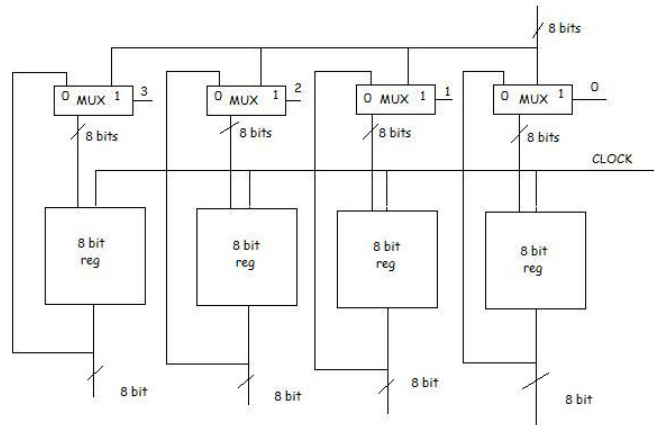 8 bits
0 MUX 1 3
0 MUX 1 2
0 MUX 1 1
0 MUX 1 0
8 bits
8 bits
8 bits
8 bits
CLOCK
8 bit
reg
8 bit
reg
8 bit
reg
8 bit
reg
8 bit
8 bit
8 bit
8 bit